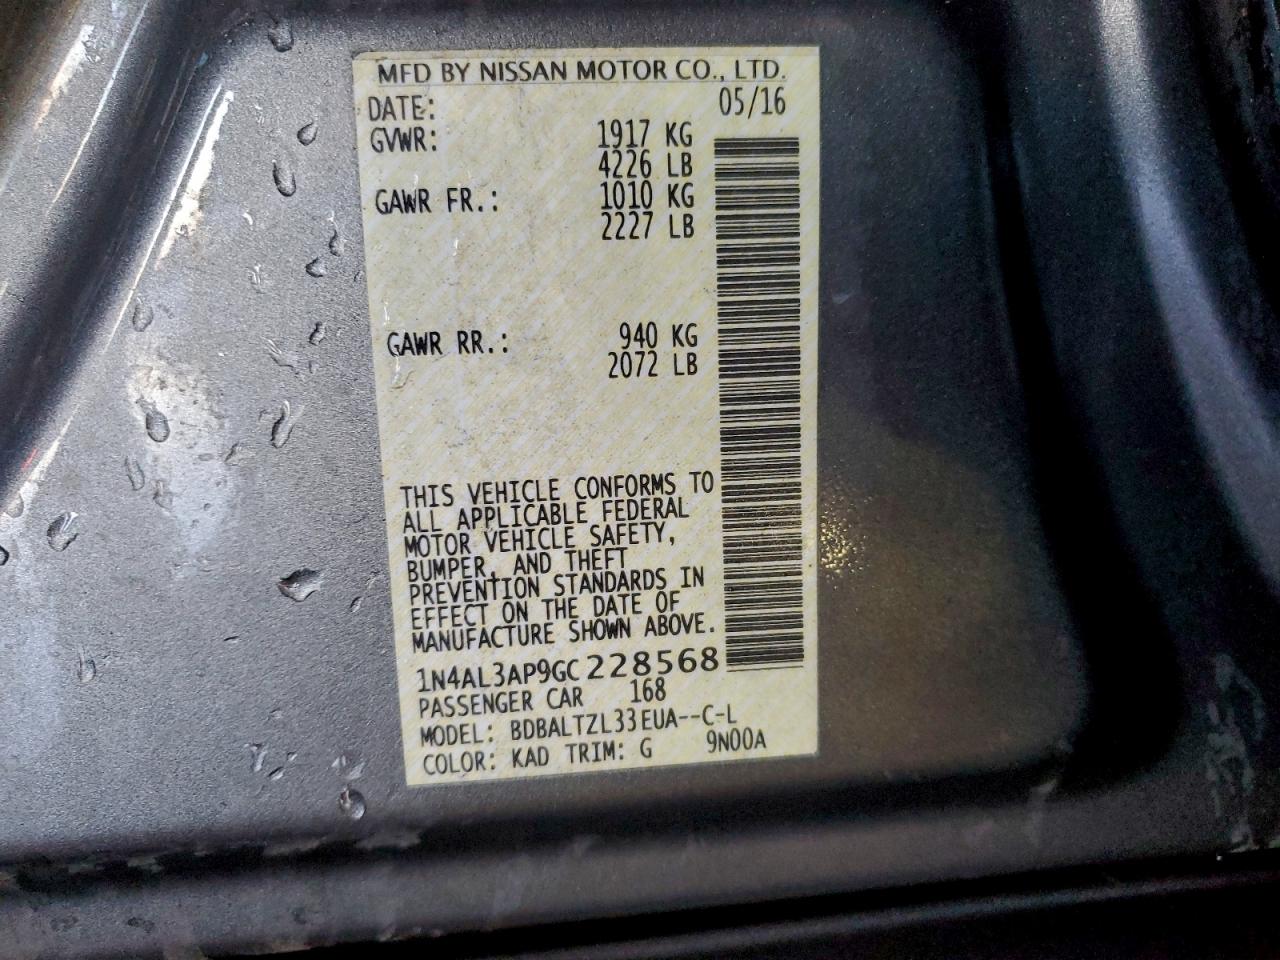 MFD BY NISSAN MOTOR CO., LTD.
DATE: 05/16
GVWR: 1917 KG
4226 LB
GAWR FR.: 1010 KG
2227 LB
GAWR RR.: 940 KG
2072 LB
THIS VEHICLE CONFORMS TO
ALL APPLICABLE FEDERAL
MOTOR VEHICLE SAFETY,
BUMPER, AND THEFT
PREVENTION STANDARDS IN
EFFECT ON THE DATE OF
MANUFACTURE SHOWN ABOVE.
1N4AL3AP9GC228568
PASSENGER CAR 168
MODEL: BDBALTZL33EUA--C-L
COLOR: KAD TRIM: G 9N00A